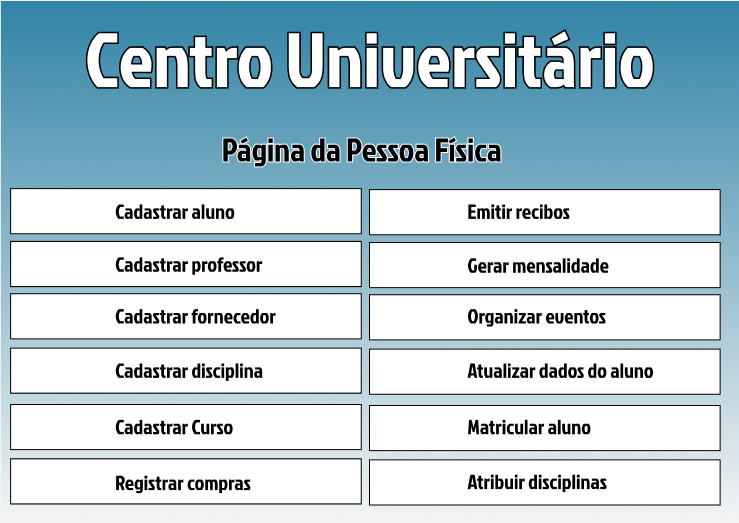 Centro Universitário
Página da Pessoa Física
Cadastrar aluno
Emitir recibos
Cadastrar professor
Gerar mensalidade
Cadastrar fornecedor
Organizar eventos
Cadastrar disciplina
Atualizar dados do aluno
Cadastrar Curso
Matricular aluno
Registrar compras
Atribuir disciplinas